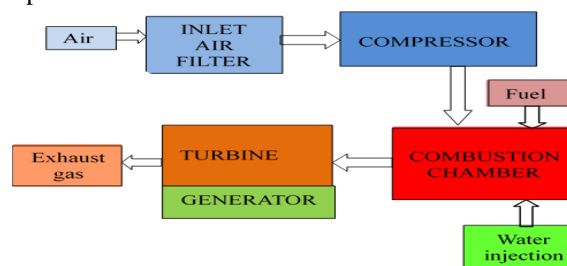 Air
INLET
AIR
FILTER
COMPRESSOR
Fuel
Exhaust
gas
TURBINE
GENERATOR
COMBUSTION
CHAMBER
Water
injection